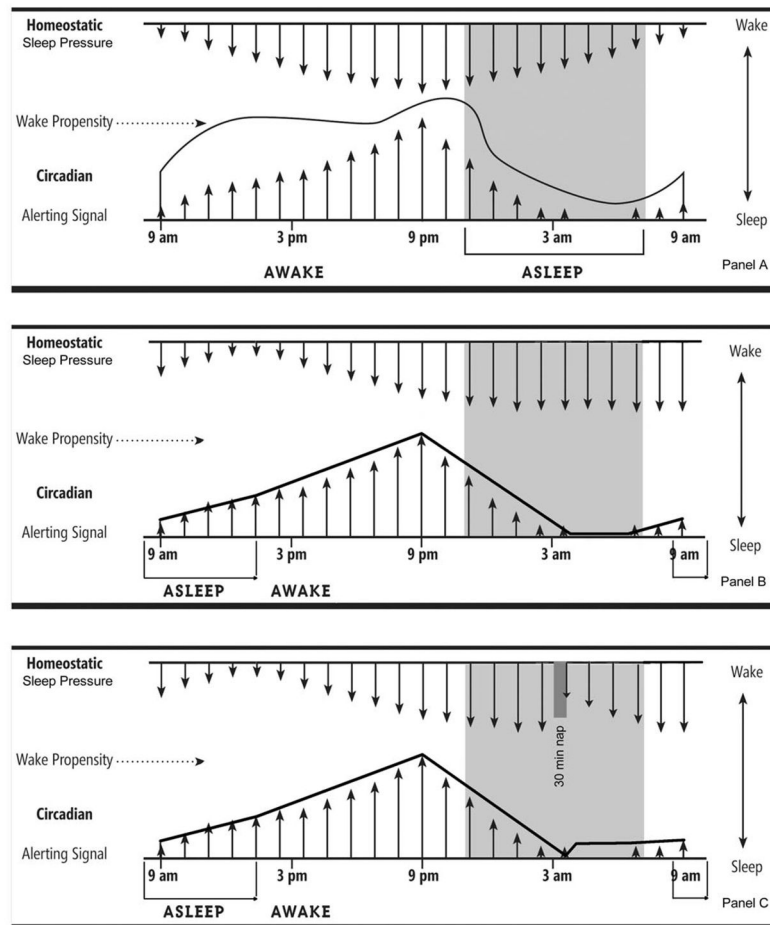 Homeostatic
Sleep Pressure
Wake
Wake Propensity
Circadian
Alerting Signal
Sleep
9 am 3 pm 9 pm 3 am 9 am
AWAKE ASLEEP
Panel A
Homeostatic
Sleep Pressure
Wake
Wake Propensity
Circadian
Alerting Signal
Sleep
9 am 3 pm 9 pm 3 am 9 am
Panel B
ASLEEP AWAKE
Homeostatic
Sleep Pressure
Wake
30 min nap
Wake Propensity
Circadian
Alerting Signal
Sleep
9 am 3 pm 9 pm 3 am 9 am
Panel C
ASLEEP AWAKE